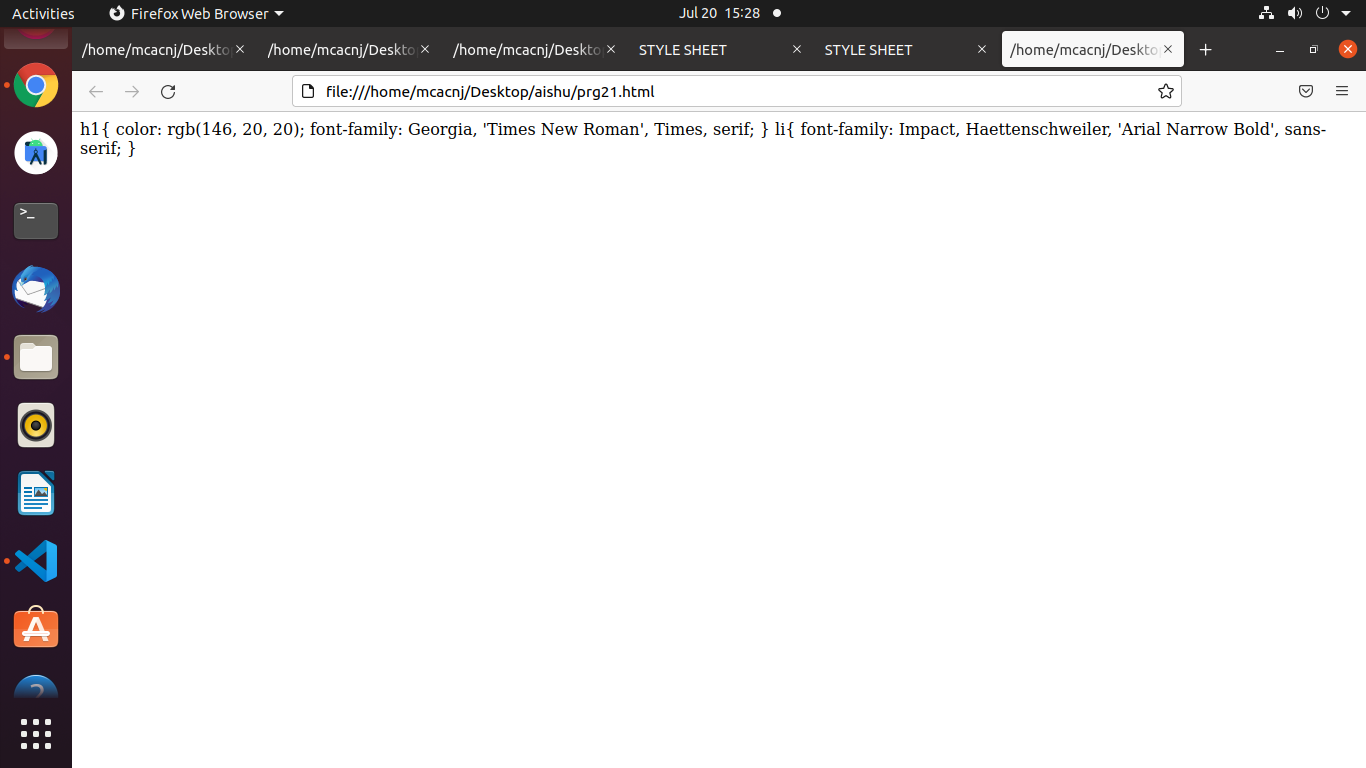 Activities
Firefox Web Browser
Jul 20 15:28
/home/mcacnj/Deskto
/home/mcacnj/Deskto
/home/mcacnj/Deskto
STYLE SHEET
STYLE SHEET
/home/mcacnj/Deskto
file:///home/mcacnj/Desktop/aishu/prg21.html
h1{ color: rgb(146, 20, 20); font-family: Georgia, 'Times New Roman', Times, serif; } li{ font-family: Impact, Haettenschweiler, 'Arial Narrow Bold', sans-
serif; }